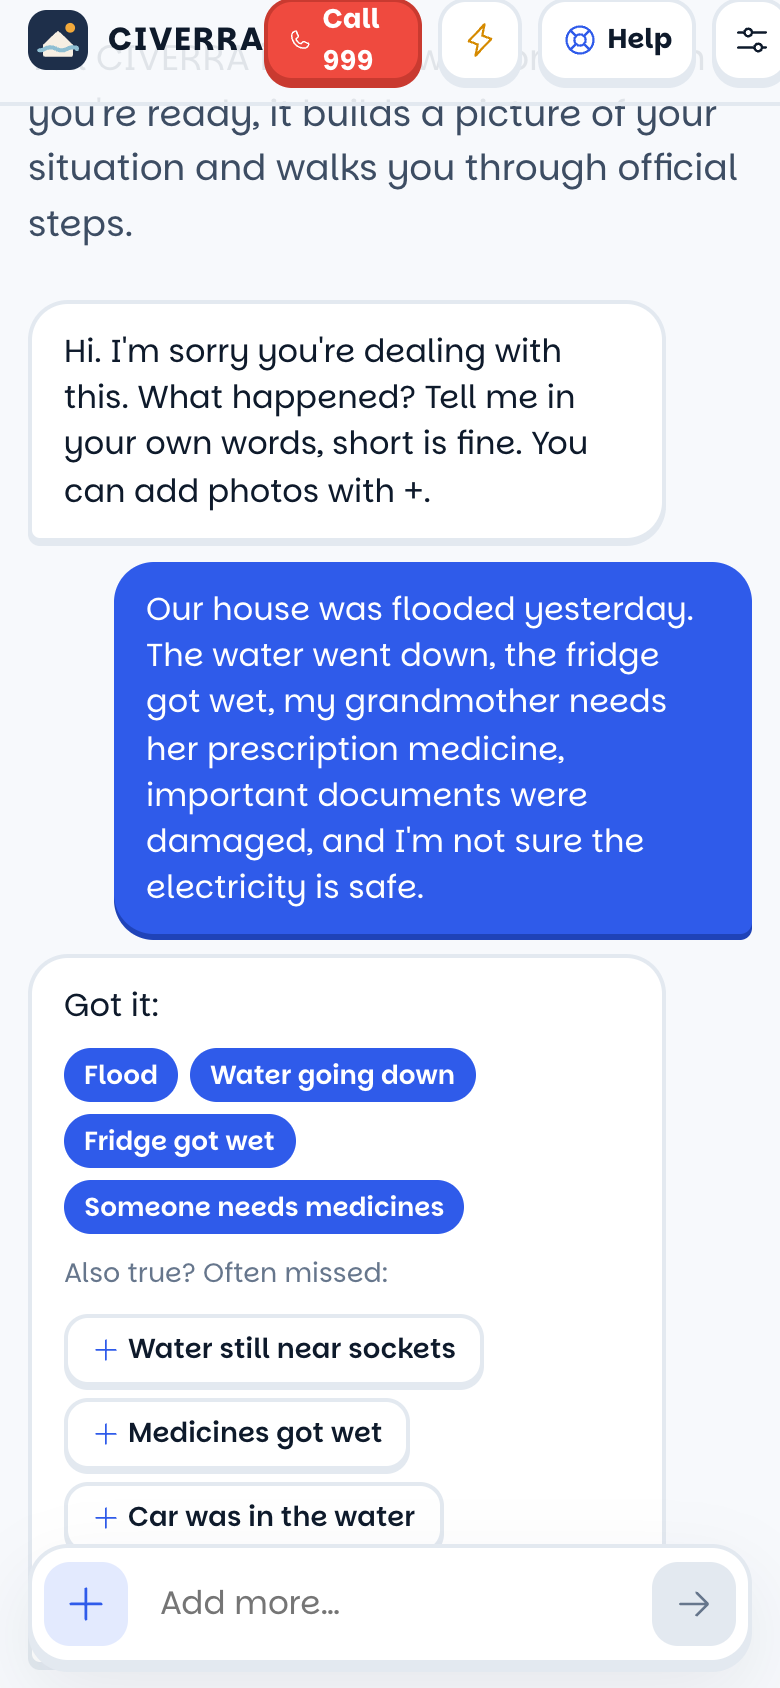 CIVERRA
Call
999
Help
CIVERRA
you're ready, it builds a picture of your
situation and walks you through official
steps.
Hi. I'm sorry you're dealing with
this. What happened? Tell me in
your own words, short is fine. You
can add photos with +.
Our house was flooded yesterday.
The water went down, the fridge
got wet, my grandmother needs
her prescription medicine,
important documents were
damaged, and I'm not sure the
electricity is safe.
Got it:
Flood
Water going down
Fridge got wet
Someone needs medicines
Also true? Often missed:
+ Water still near sockets
+ Medicines got wet
+ Car was in the water
+ Add more...